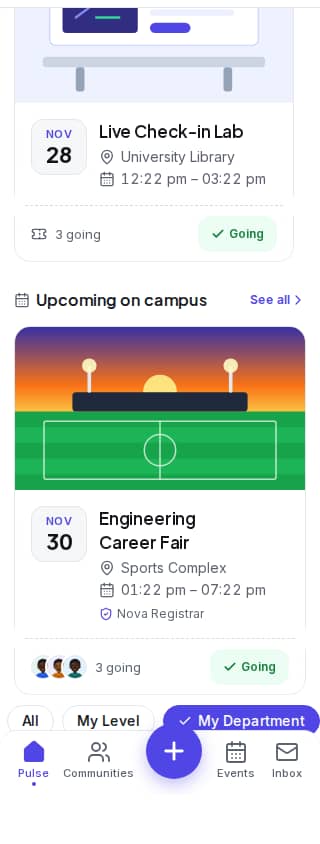 NOV
28
Live Check-in Lab
University Library
12:22 pm – 03:22 pm
3 going
Going
Upcoming on campus
See all
NOV
30
Engineering
Career Fair
Sports Complex
01:22 pm – 07:22 pm
Nova Registrar
3 going
Going
All
My Level
My Department
Pulse
Communities
Events
Inbox